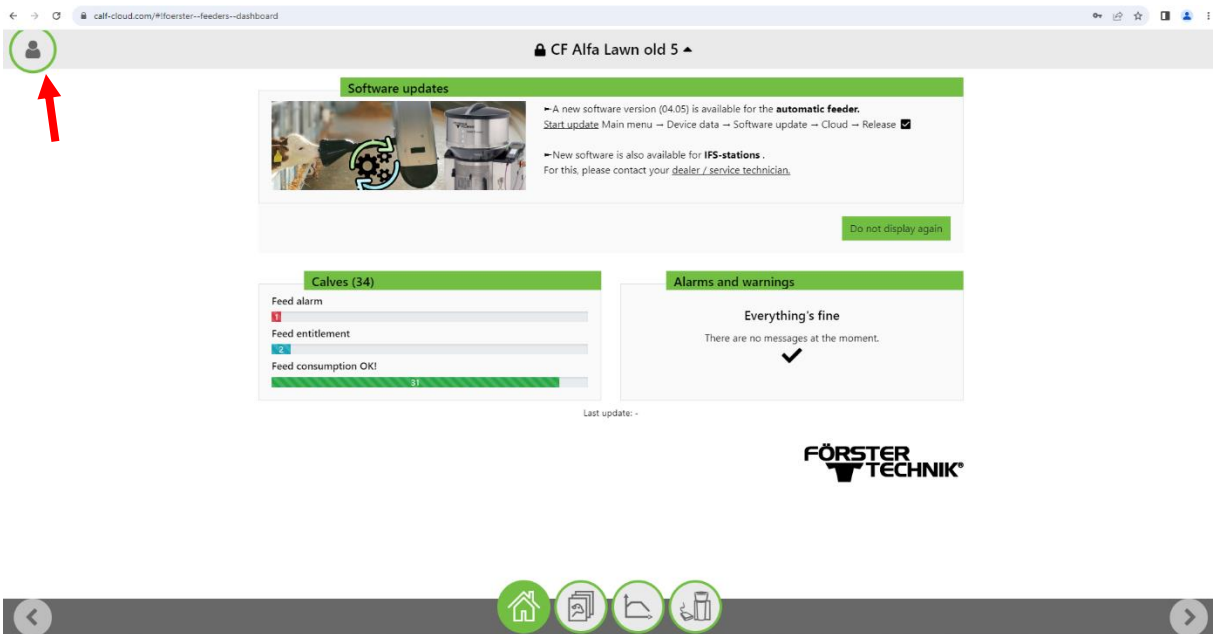 calf-cloud.com/#!foerster--feeders--dashboard
CF Alfa Lawn old 5
Software updates
➛A new software version (04.05) is available for the automatic feeder.
Start update Main menu → Device data → Software update → Cloud → Release
➛New software is also available for IFS-stations .
For this, please contact your dealer / service technician.
Do not display again
Calves (34)
Feed alarm
1
Feed entitlement
2
Feed consumption OK!
31
Alarms and warnings
Everything's fine
There are no messages at the moment.
Last update: -
FÖRSTER
TECHNIK®